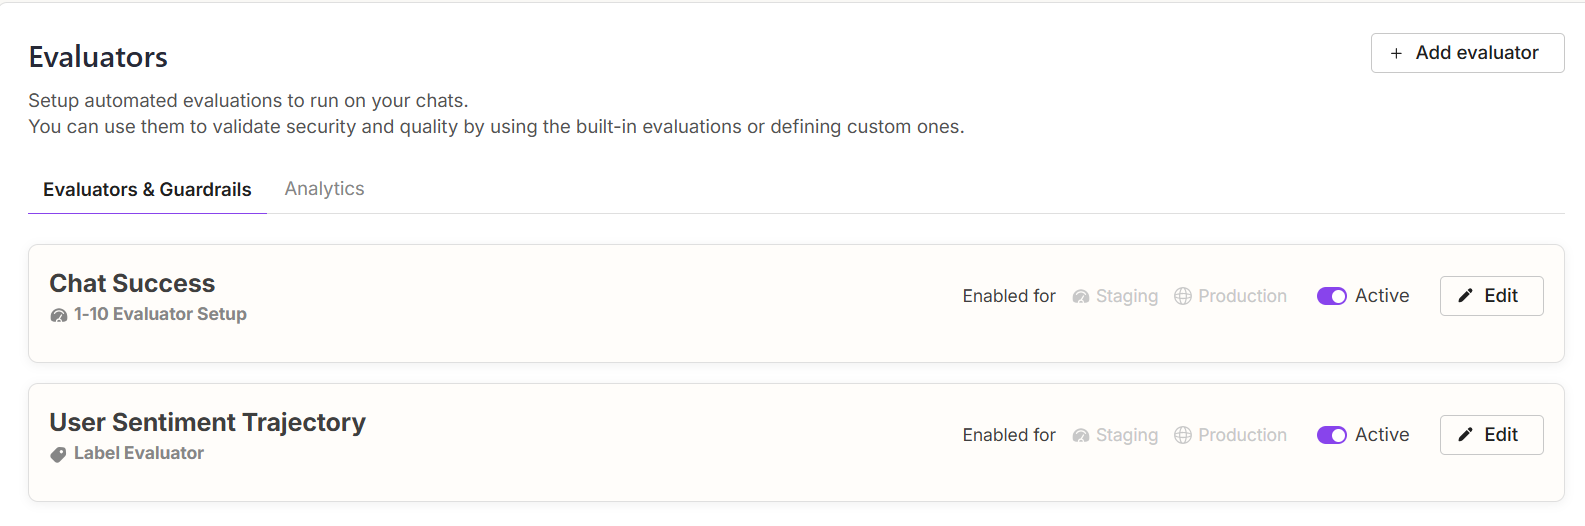 Evaluators
+ Add evaluator
Setup automated evaluations to run on your chats.
You can use them to validate security and quality by using the built-in evaluations or defining custom ones.
Evaluators & Guardrails Analytics
Chat Success
1-10 Evaluator Setup
Enabled for Staging Production Active Edit
User Sentiment Trajectory
Label Evaluator
Enabled for Staging Production Active Edit